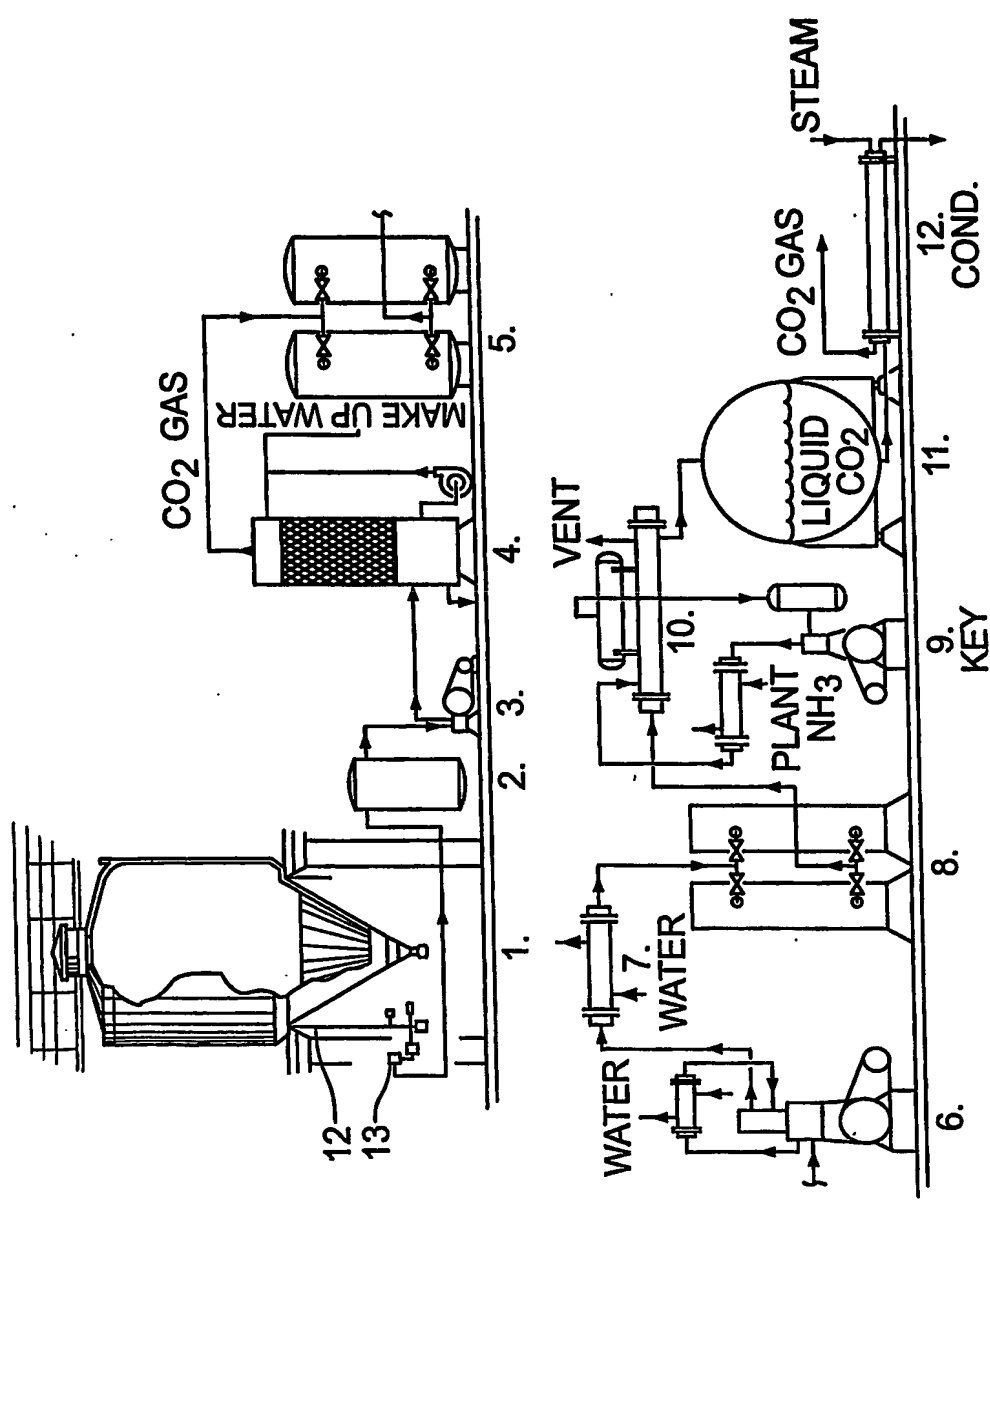 CO2 GAS
MAKE UP WATER
12
13
1.
2.
3.
4.
5.
WATER
7.
WATER
VENT
10.
PLANT
NH3
LIQUID
CO2
CO2 GAS
STEAM
6.
8.
9.
11.
12.
KEY
COND.